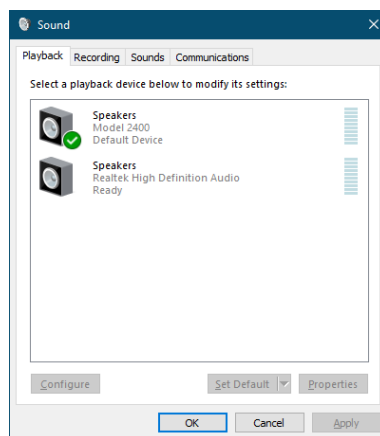 Sound
Playback Recording Sounds Communications
Select a playback device below to modify its settings:
Speakers
Model 2400
Default Device
Speakers
Realtek High Definition Audio
Ready
Configure Set Default Properties
OK Cancel Apply